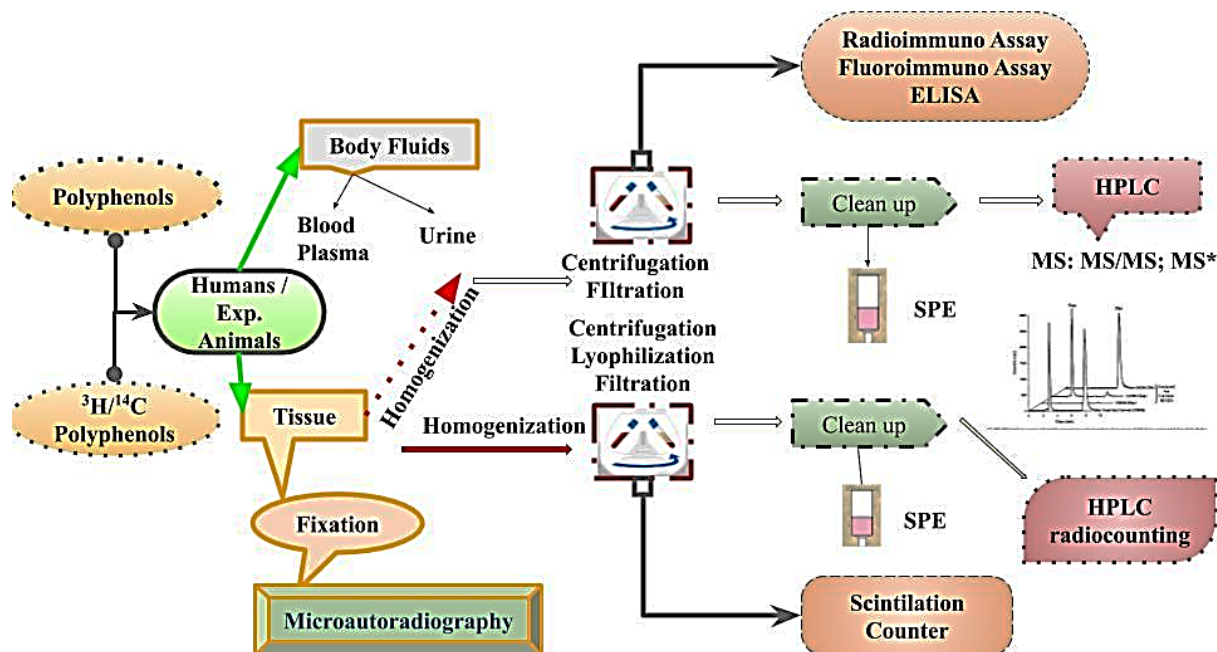 Radioimmuno Assay
Fluoroimmuno Assay
ELISA
Body Fluids
Polyphenols
Blood
Plasma
Urine
Clean up
HPLC
MS: MS/MS; MS*
Humans /
Exp.
Animals
Centrifugation
FIltration
SPE
Homogenization
Centrifugation
Lyophilization
Filtration
³H/¹⁴C
Polyphenols
Tissue
Homogenization
Clean up
Fixation
SPE
HPLC
radiocounting
Microautoradiography
Scintilation
Counter